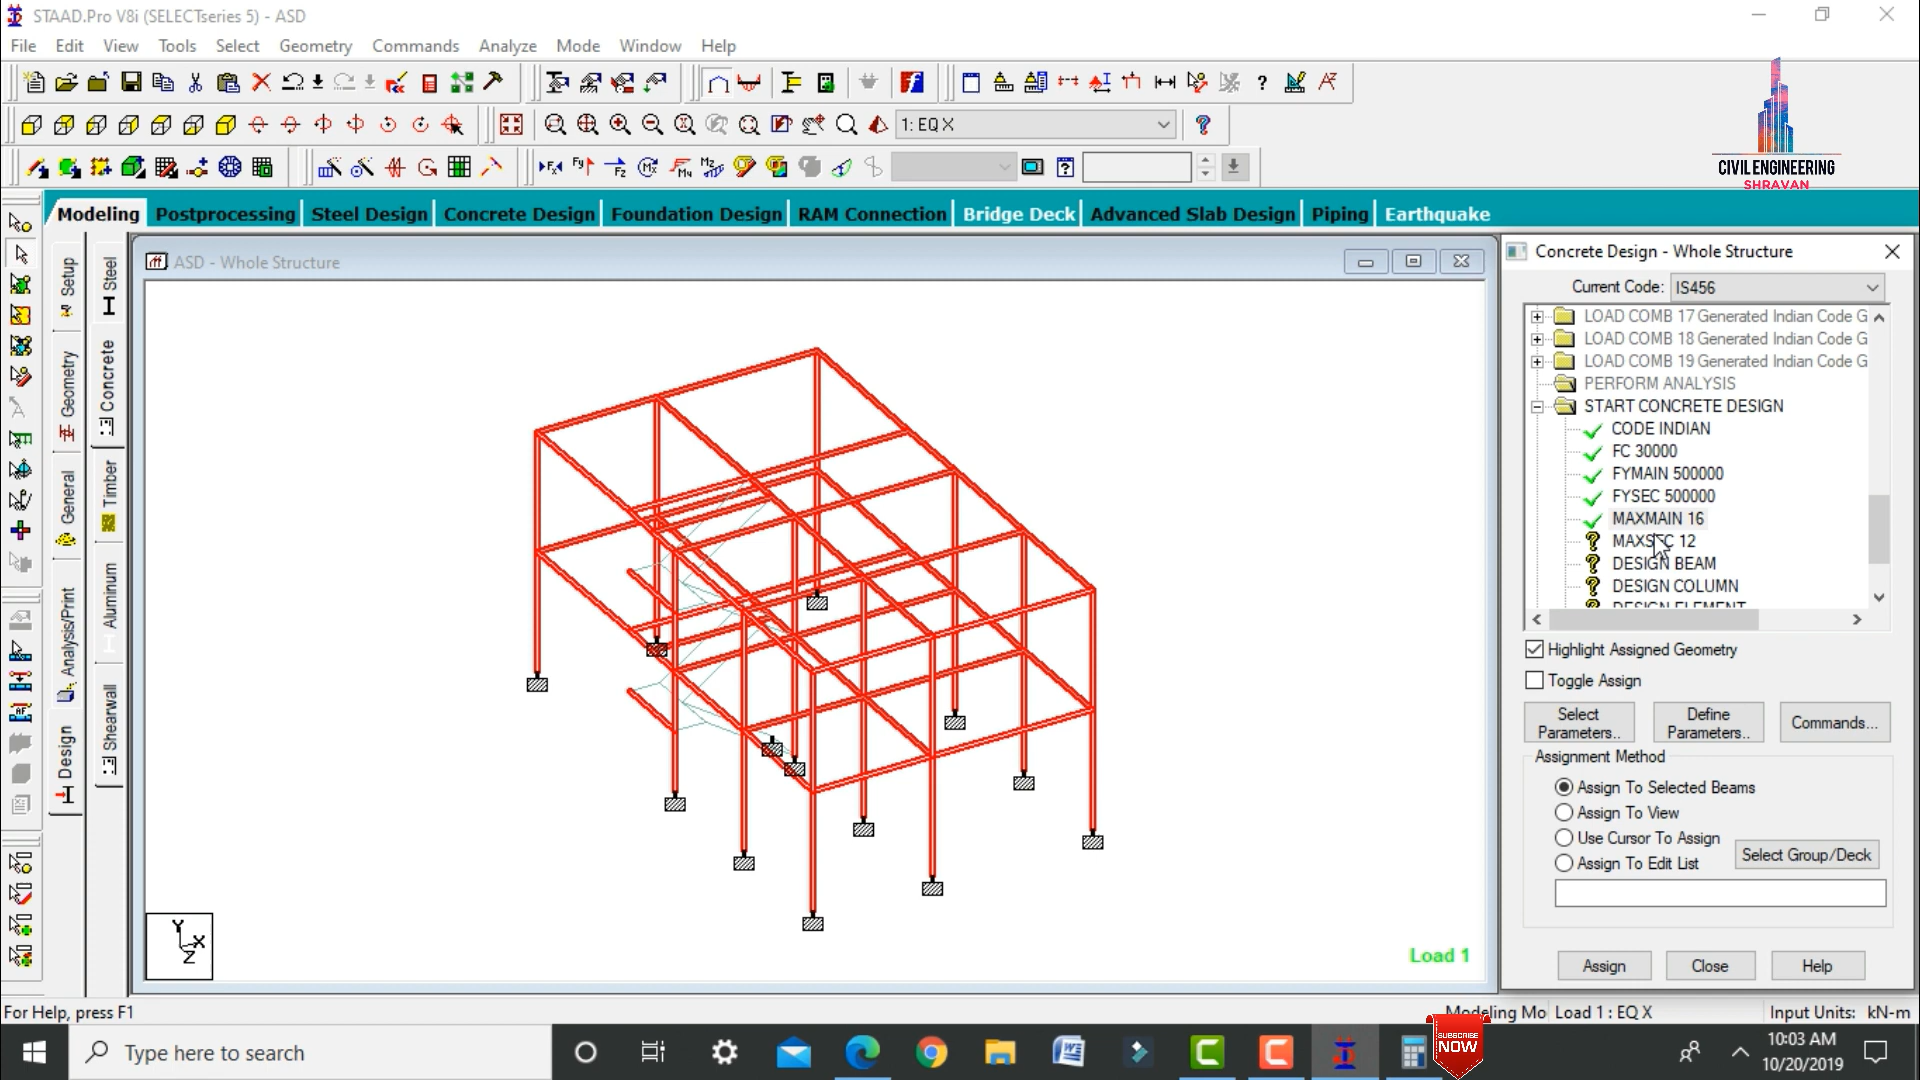 STAAD.Pro V8i (SELECTseries 5) - ASD
File Edit View Tools Select Geometry Commands Analyze Mode Window Help
1: EQ X
CIVIL ENGINEERING
SHRAVAN
Modeling Postprocessing Steel Design Concrete Design Foundation Design RAM Connection Bridge Deck Advanced Slab Design Piping Earthquake
Setup
Geometry
General
Analysis/Print
Design
Steel
Concrete
Timber
Aluminum
Shearwall
ASD - Whole Structure
Load 1
Y
X
Z
Concrete Design - Whole Structure
Current Code: IS456
LOAD COMB 17 Generated Indian Code G
LOAD COMB 18 Generated Indian Code G
LOAD COMB 19 Generated Indian Code G
PERFORM ANALYSIS
START CONCRETE DESIGN
CODE INDIAN
FC 30000
FYMAIN 500000
FYSEC 500000
MAXMAIN 16
MAXSEC 12
DESIGN BEAM
DESIGN COLUMN
DESIGN ELEMENT
Highlight Assigned Geometry
Toggle Assign
Select Parameters..
Define Parameters..
Commands...
Assignment Method
Assign To Selected Beams
Assign To View
Use Cursor To Assign
Assign To Edit List
Select Group/Deck
Assign Close Help
For Help, press F1
Modeling Mo Load 1 : EQ X Input Units: kN-m
Type here to search
SUBSCRIBE
NOW
10:03 AM
10/20/2019